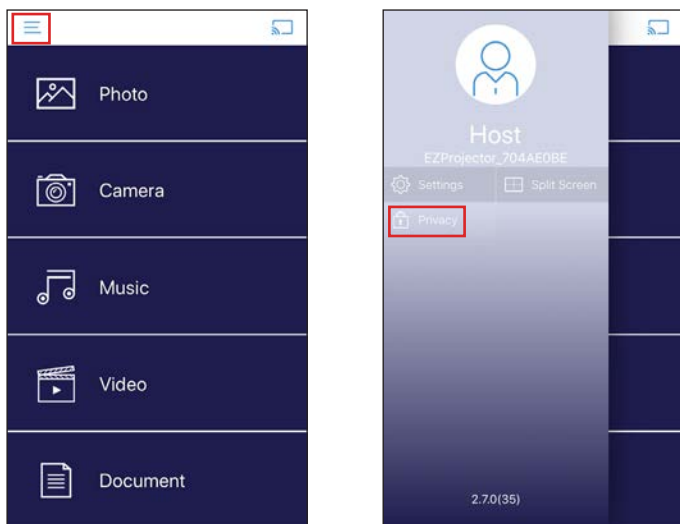 Photo
Camera
Music
Video
Document
Host
EZProjector_704AE0BE
Settings
Split Screen
Privacy
2.7.0(35)